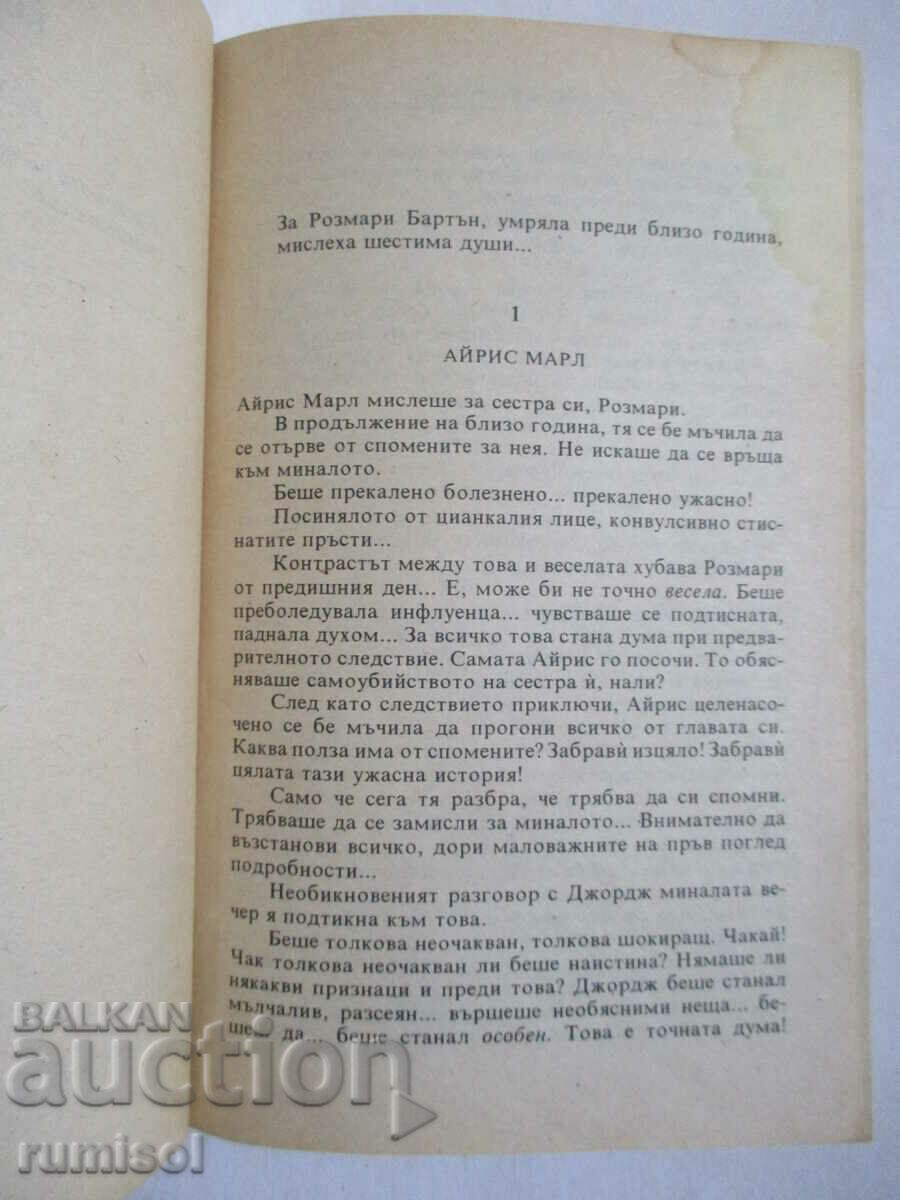 За Розмари Бартън, умряла преди близо година,
мислеха шестима души...
1
АЙРИС МАРЛ
Айрис Марл мислеше за сестра си, Розмари.
В продължение на близо година, тя се бе мъчила да
се отърве от спомените за нея. Не искаше да се връща
към миналото.
Беше прекалено болезнено... прекалено ужасно!
Посинялото от цианкалия лице, конвулсивно стис-
натите пръсти...
Контрастът между това и веселата хубава Розмари
от предишния ден... Е, може би не точно весела. Беше
преболедувала инфлуенца... чувстваше се подтисната,
паднала духом... За всичко това стана дума при предва-
рителното следствие. Самата Айрис го посочи. То обяс-
няваше самоубийството на сестра ѝ, нали?
След като следствието приключи, Айрис целенасо-
чено се бе мъчила да прогони всичко от главата си.
Каква полза има от спомените? Забравѝ изцяло! Забравѝ
цялата тази ужасна история!
Само че сега тя разбра, че трябва да си спомни.
Трябваше да се замисли за миналото... Внимателно да
възстанови всичко, дори маловажните на пръв поглед
подробности...
Необикновеният разговор с Джордж миналата ве-
чер я подтикна към това.
Беше толкова неочакван, толкова шокиращ. Чакай!
Чак толкова неочакван ли беше наистина? Нямаше ли
някакви признаци и преди това? Джордж беше станал
мълчалив, разсеян... вършеше необясними неща... бе-
ше — да... беше станал особен. Това е точната дума!
BALKAN
auction
rumisol